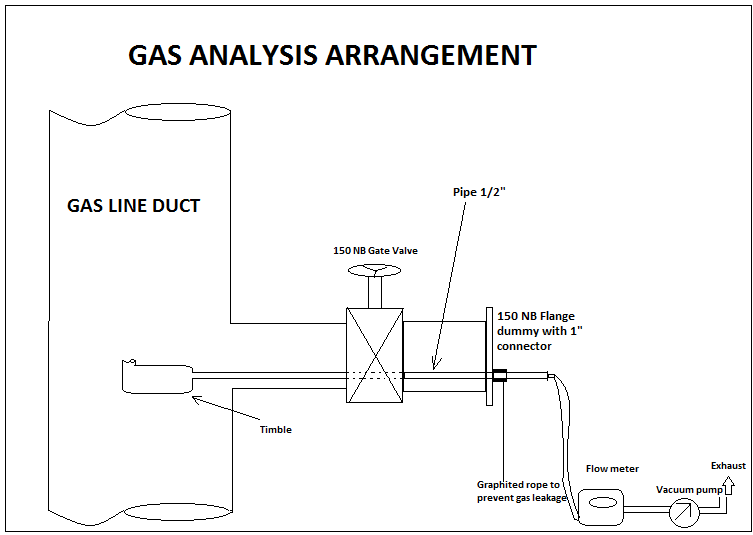 GAS ANALYSIS ARRANGEMENT
Pipe 1/2"
GAS LINE DUCT
150 NB Gate Valve
150 NB Flange
dummy with 1"
connector
Timble
Graphited rope to
prevent gas leakage
Flow meter
Vacuum pump
Exhaust